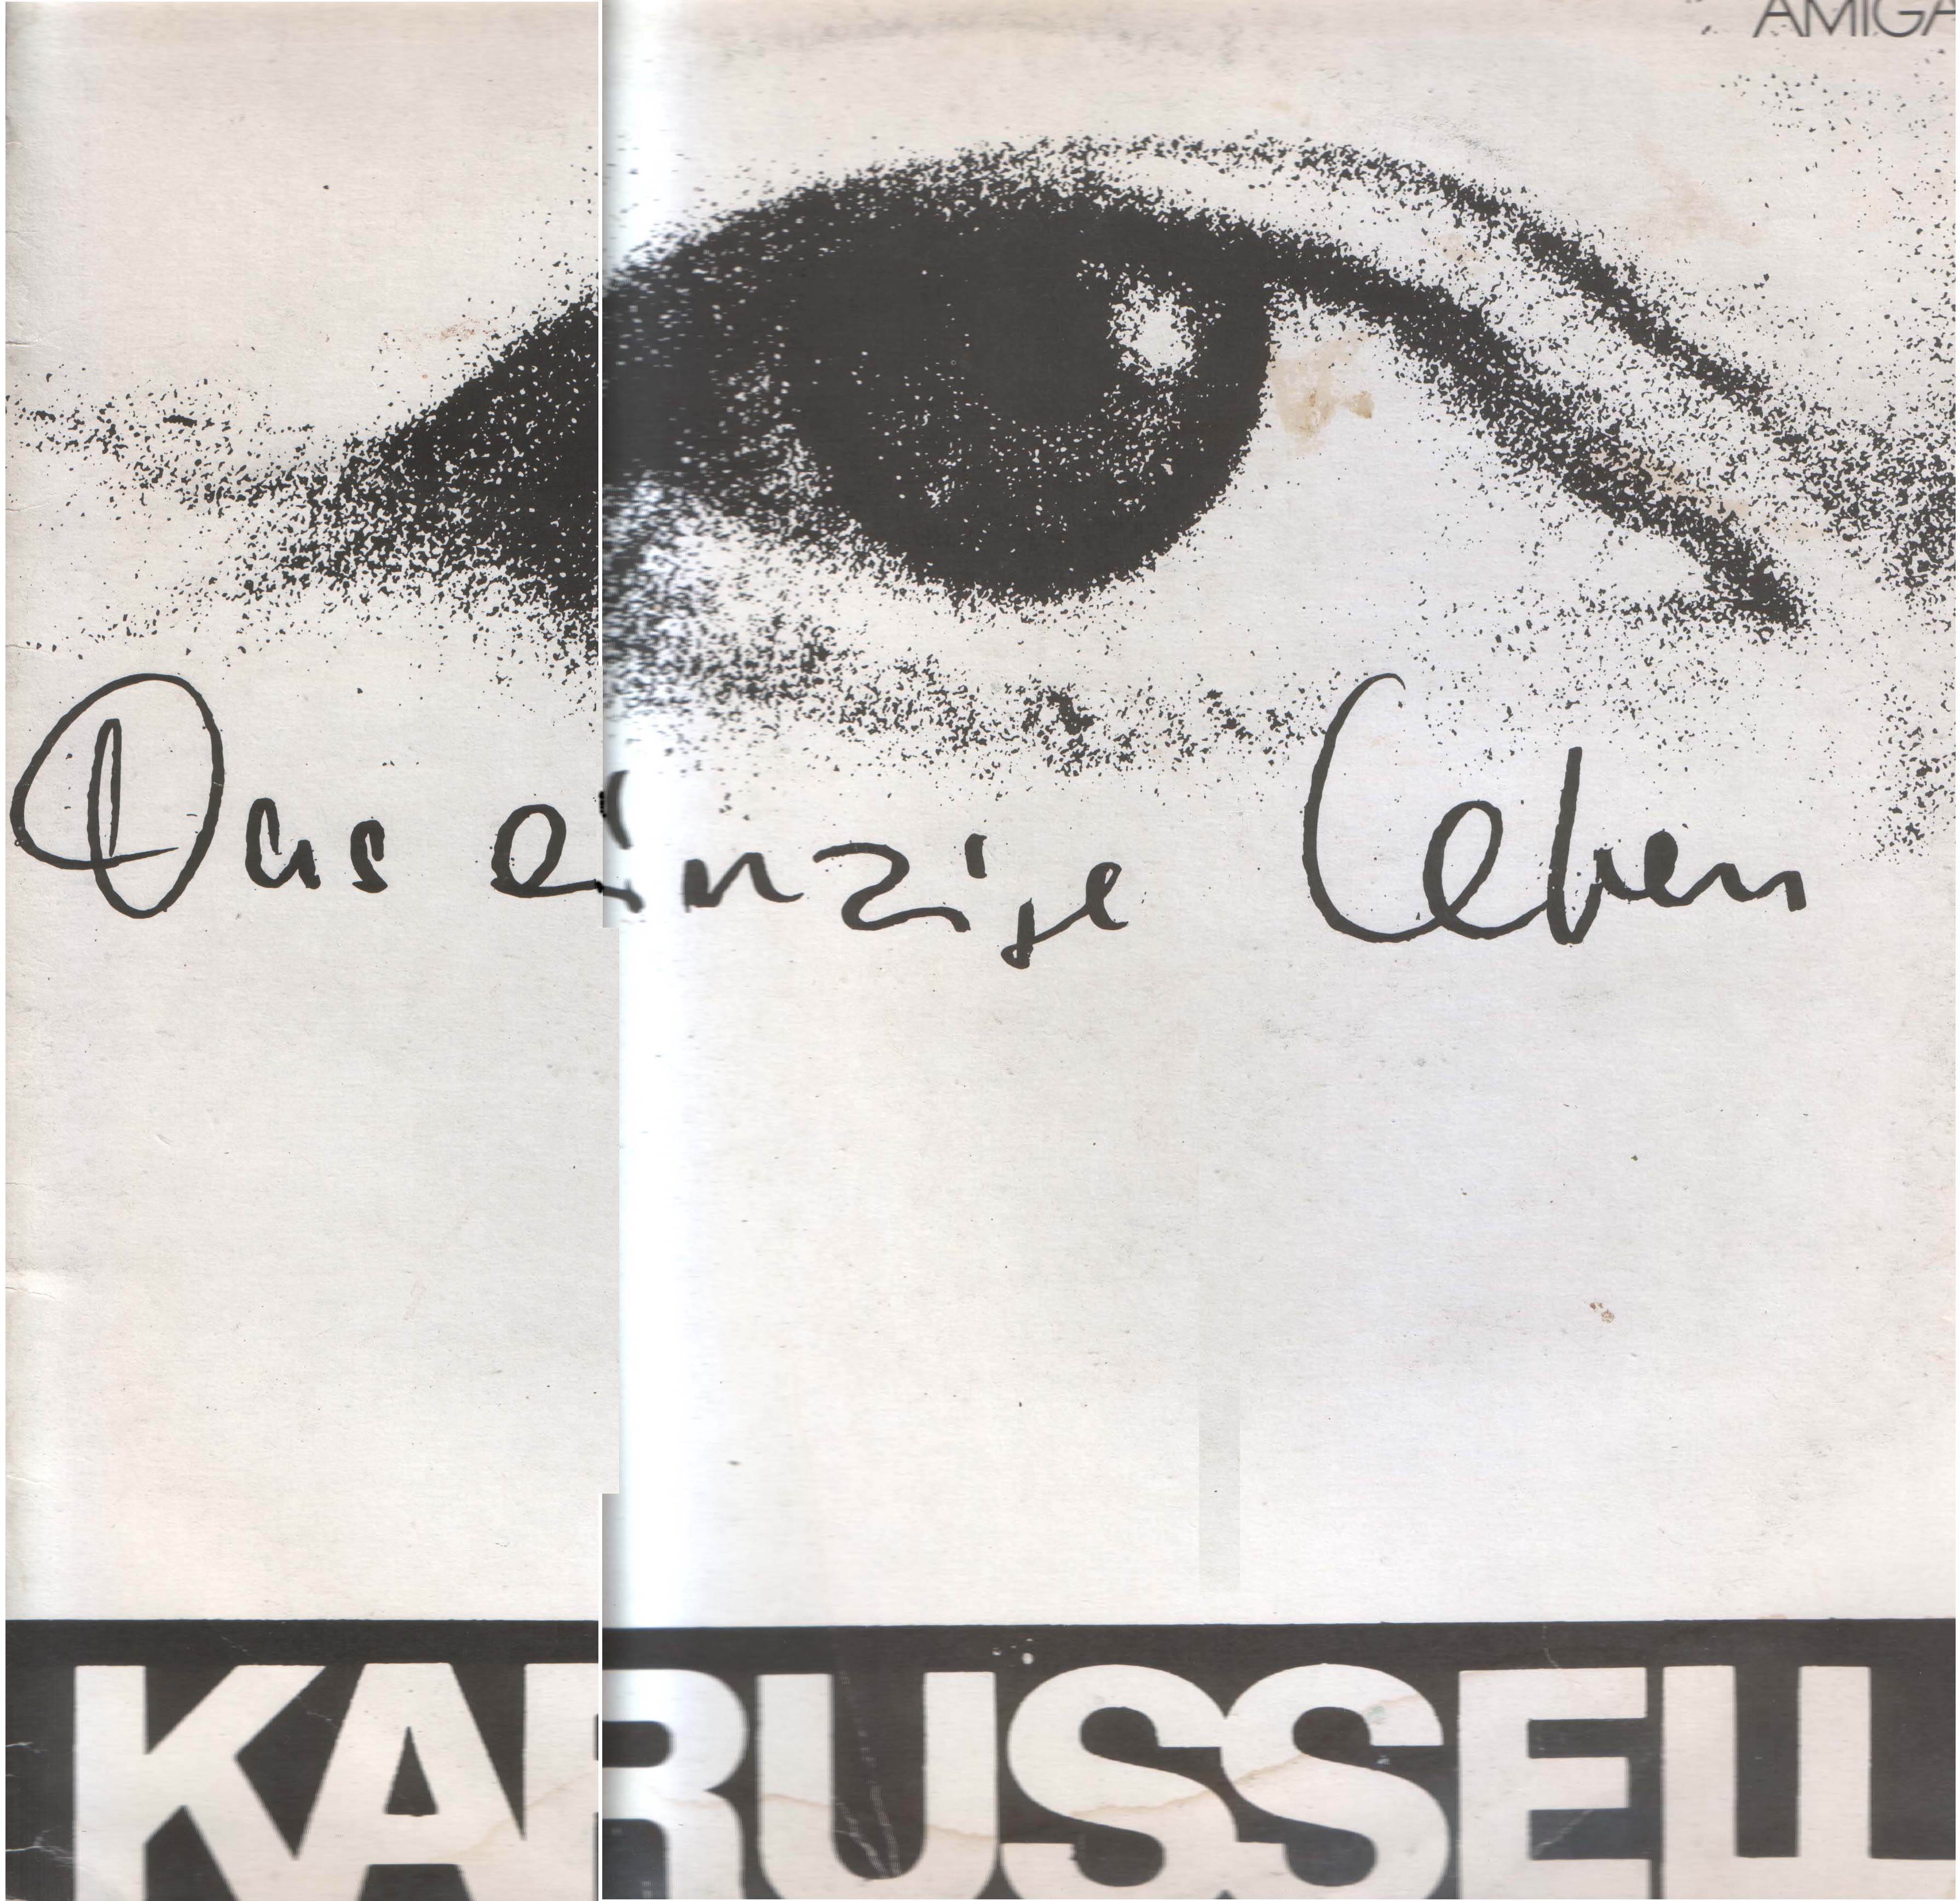 AMIGA
Das einzige Leben
KARUSSELL